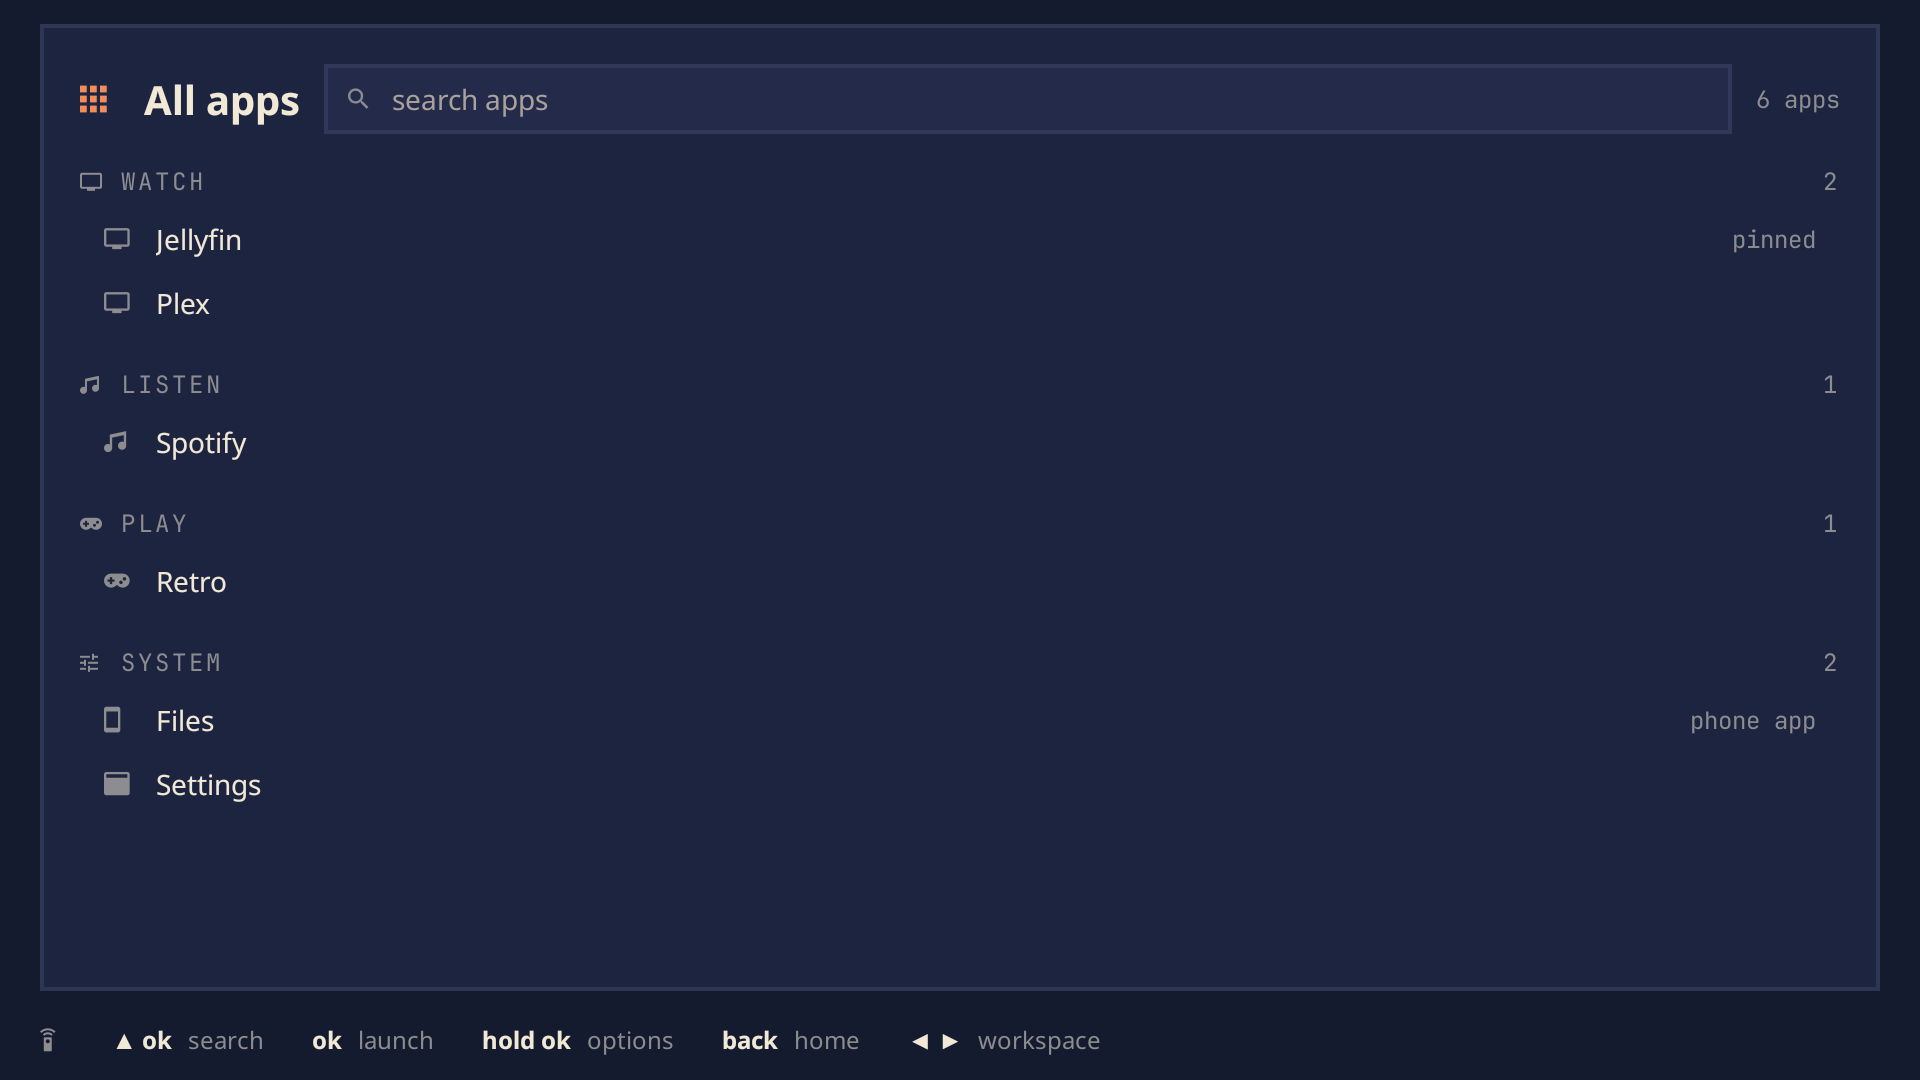 All apps search apps 6 apps
WATCH 2
Jellyfin pinned
Plex
LISTEN 1
Spotify
PLAY 1
Retro
SYSTEM 2
Files phone app
Settings
▲ ok search ok launch hold ok options back home ◀ ▶ workspace